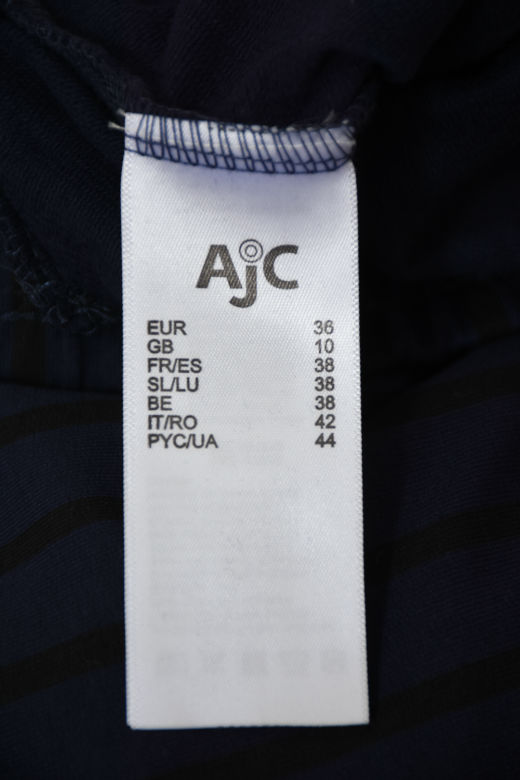 AjC
EUR 36
GB 10
FR/ES 38
SL/LU 38
BE 38
IT/RO 42
PYC/UA 44